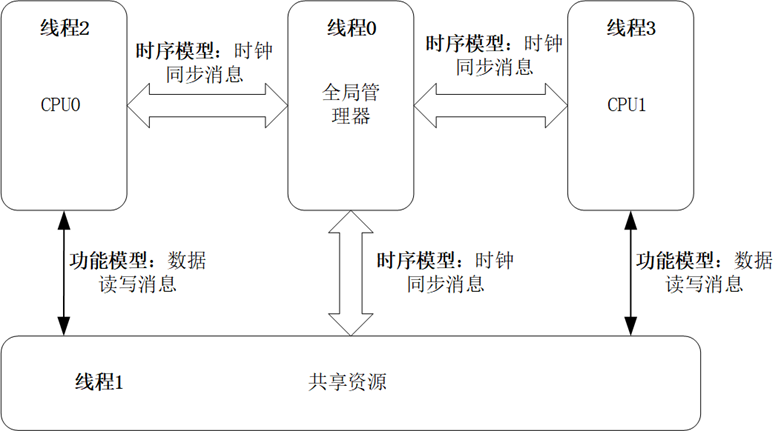 线程2
CPU0
时序模型：时钟
同步消息
线程0
全局管
理器
时序模型：时钟
同步消息
线程3
CPU1
功能模型：数据
读写消息
时序模型：时钟
同步消息
功能模型：数据
读写消息
线程1
共享资源